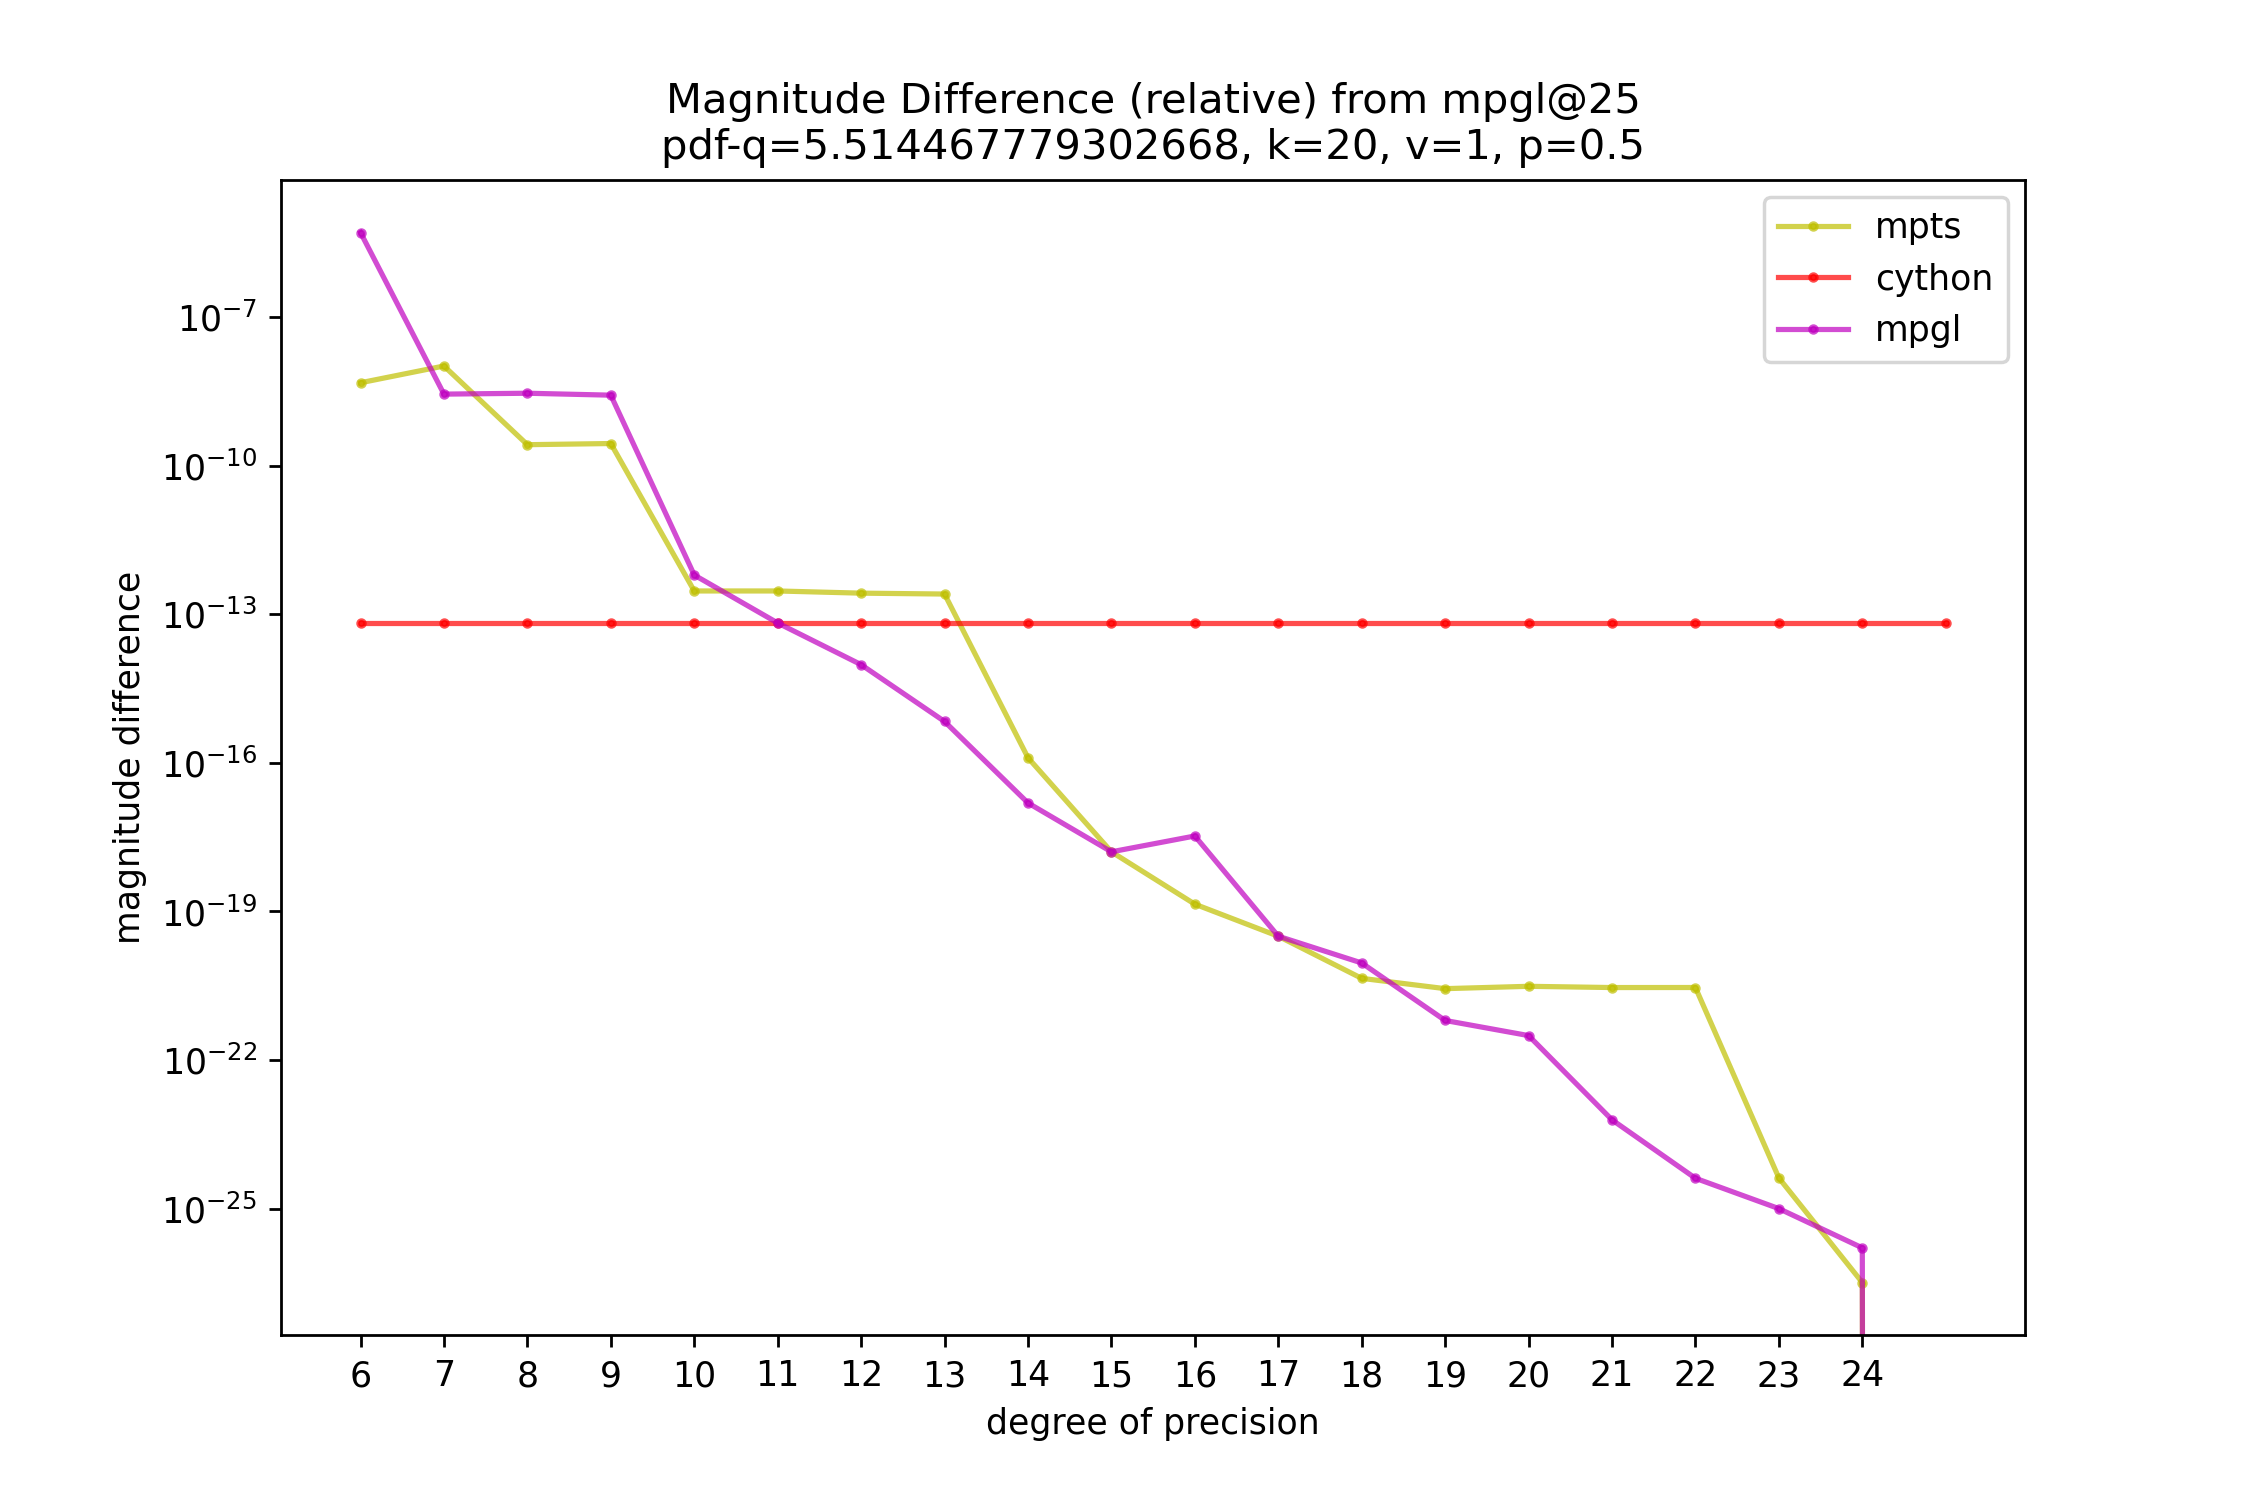 Magnitude Difference (relative) from mpgl@25
pdf-q=5.514467779302668, k=20, v=1, p=0.5
mpts
cython
mpgl
magnitude difference
10⁻⁷
10⁻¹⁰
10⁻¹³
10⁻¹⁶
10⁻¹⁹
10⁻²²
10⁻²⁵
6 7 8 9 10 11 12 13 14 15 16 17 18 19 20 21 22 23 24
degree of precision